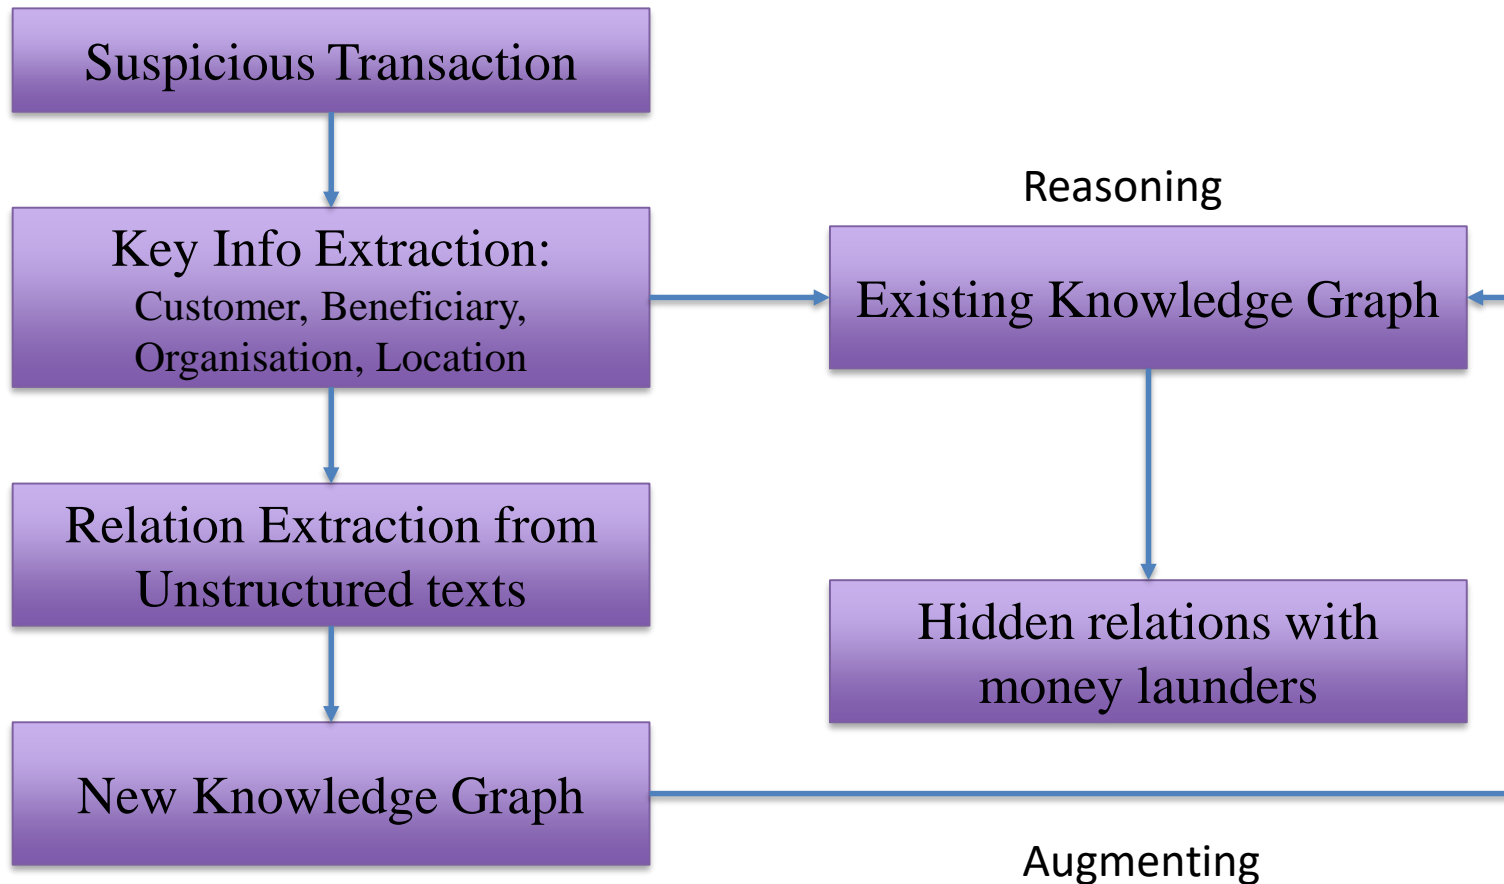 Suspicious Transaction
Key Info Extraction:
Customer, Beneficiary,
Organisation, Location
Relation Extraction from
Unstructured texts
New Knowledge Graph
Reasoning
Existing Knowledge Graph
Hidden relations with
money launders
Augmenting